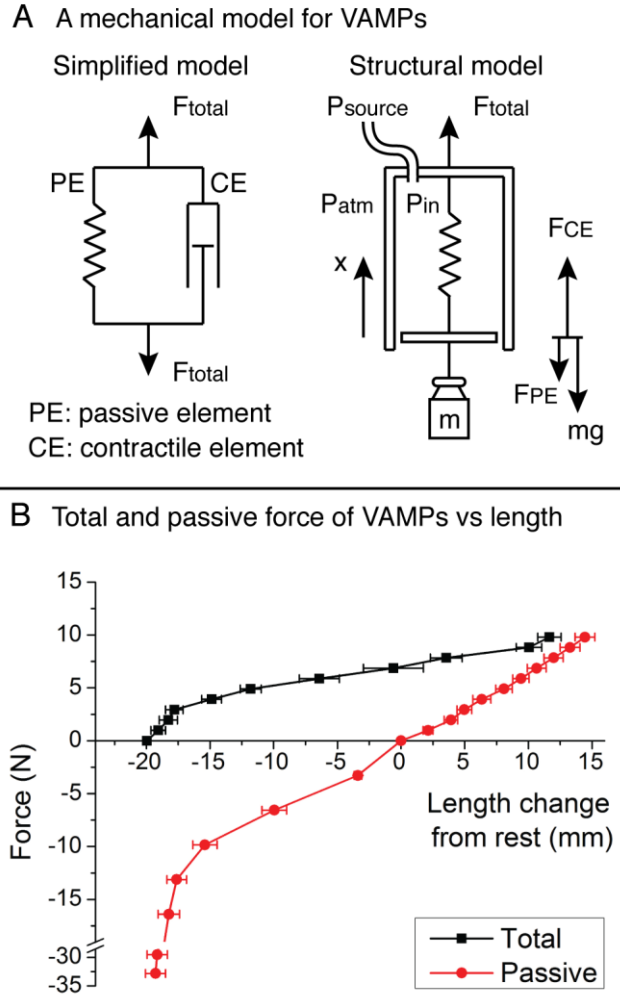 A A mechanical model for VAMPs
Simplified model
Structural model
Ftotal
PE
CE
Ftotal
PE: passive element
CE: contractile element
Psource
Ftotal
Patm
Pin
x
m
FCE
FPE
mg
B Total and passive force of VAMPs vs length
Force (N)
15
10
5
0
-5
-10
-15
-30
-35
-20
-15
-10
-5
0
5
10
15
Length change
from rest (mm)
Total
Passive